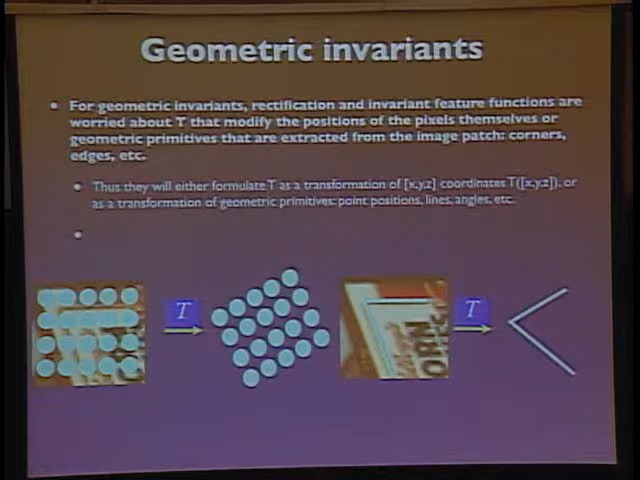 Geometric invariants
• For geometric invariants, rectification and invariant feature functions are
worried about T that modify the positions of the pixels themselves or
geometric primitives that are extracted from the image patch: corners,
edges, etc.
• Thus they will either formulate T as a transformation of [x,y,z] coordinates T([x,y,z]), or
as a transformation of geometric primitives: point positions, lines, angles, etc.
•
T
T